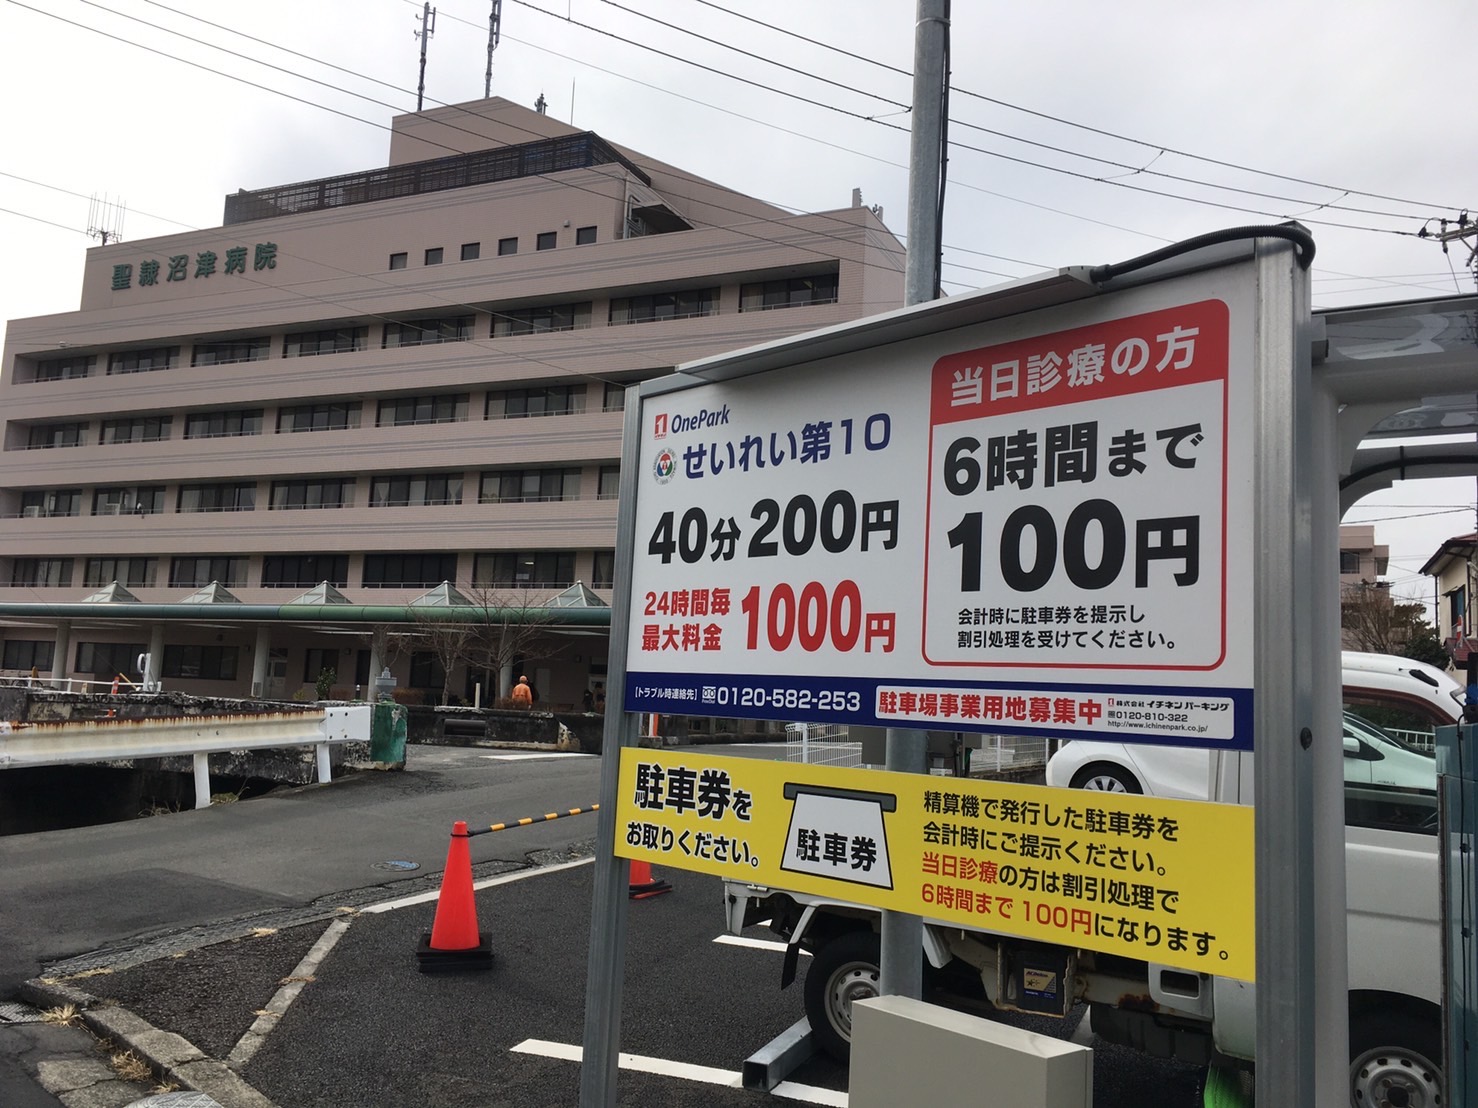 聖隷沼津病院
1 OnePark
せいれい第10
40分 200円
24時間毎
最大料金 1000円
当日診療の方
6時間まで
100円
会計時に駐車券を提示し
割引処理を受けてください。
[トラブル時連絡先] 0120-582-253
駐車場事業用地募集中
株式会社 イチネン パーキング
0120-810-322
http://www.ichinenpark.co.jp/
駐車券を
お取りください。
駐車券
精算機で発行した駐車券を
会計時にご提示ください。
当日診療の方は割引処理で
6時間まで100円になります。